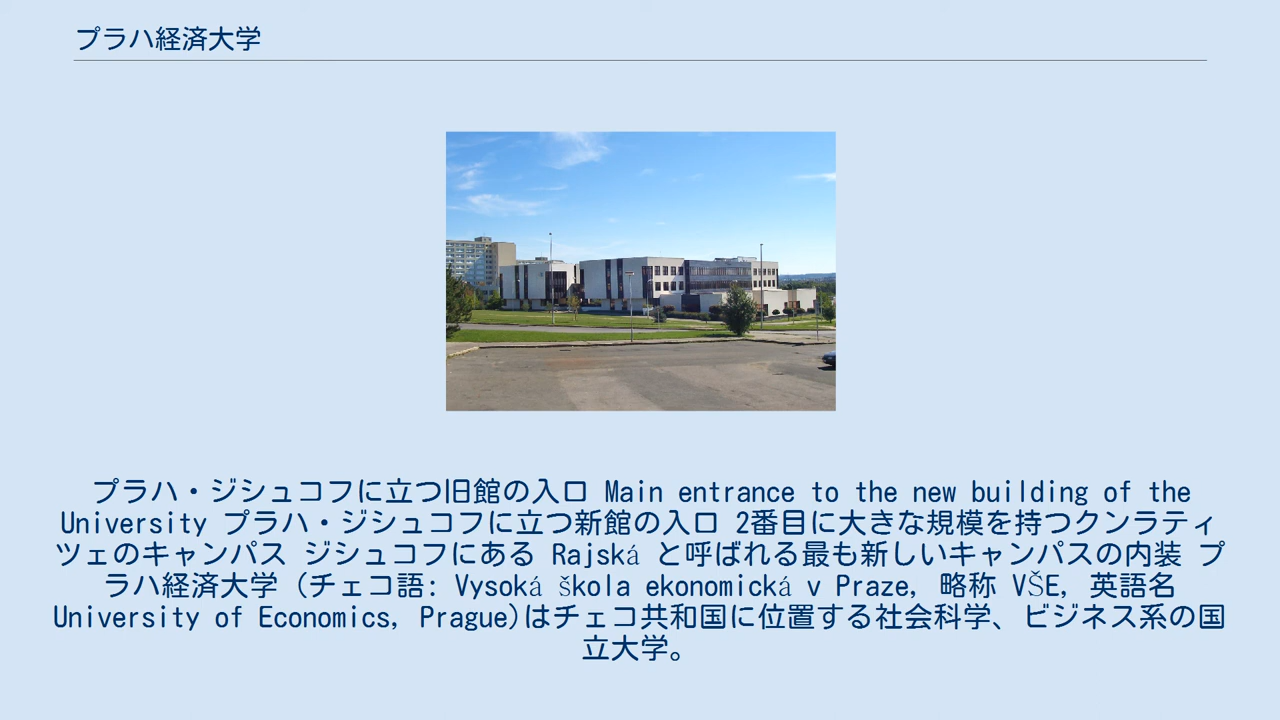 プラハ経済大学
プラハ・ジシュコフに立つ旧館の入口 Main entrance to the new building of the
University プラハ・ジシュコフに立つ新館の入口 2番目に大きな規模を持つクンラティ
ツェのキャンパス ジシュコフにある Rajská と呼ばれる最も新しいキャンパスの内装 プ
ラハ経済大学 (チェコ語: Vysoká škola ekonomická v Praze, 略称 VŠE, 英語名
University of Economics, Prague)はチェコ共和国に位置する社会科学、ビジネス系の国
立大学。